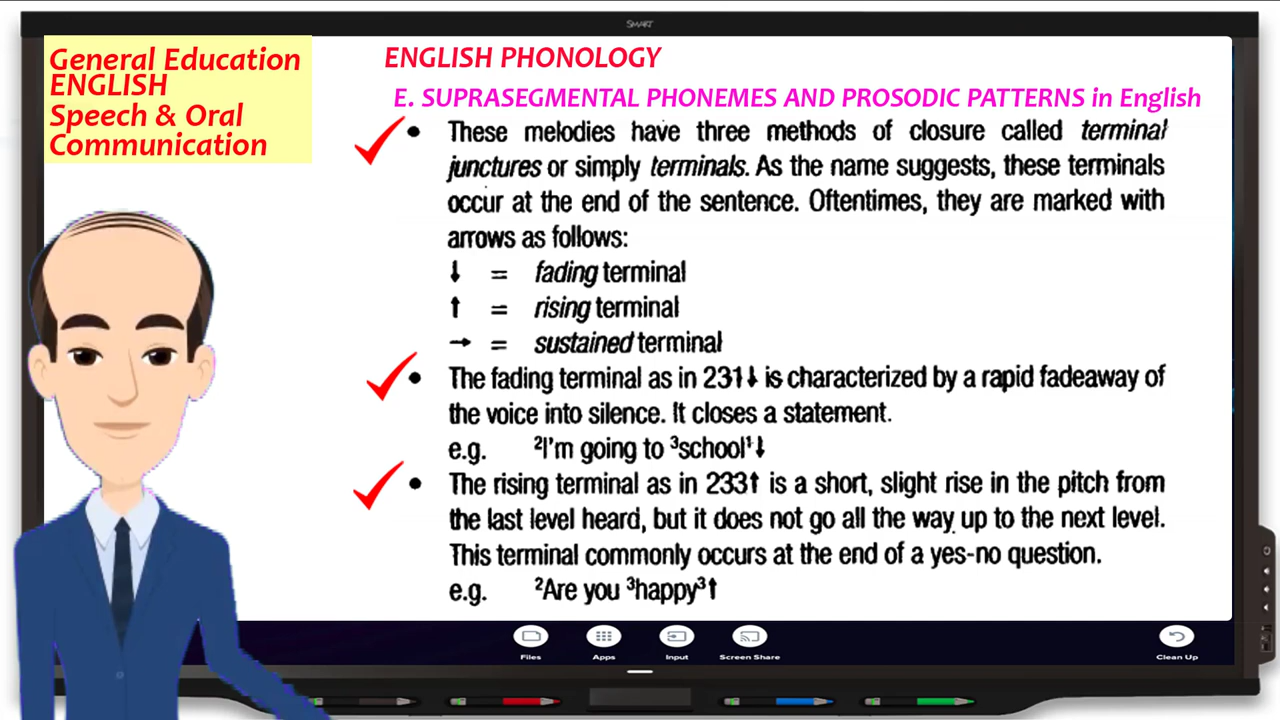 SMART
General Education
ENGLISH
Speech & Oral
Communication
ENGLISH PHONOLOGY
E. SUPRASEGMENTAL PHONEMES AND PROSODIC PATTERNS in English
• These melodies have three methods of closure called terminal
junctures or simply terminals. As the name suggests, these terminals
occur at the end of the sentence. Oftentimes, they are marked with
arrows as follows:
↓ = fading terminal
↑ = rising terminal
→ = sustained terminal
• The fading terminal as in 231↓ is characterized by a rapid fadeaway of
the voice into silence. It closes a statement.
e.g. ²I'm going to ³school¹↓
• The rising terminal as in 233↑ is a short, slight rise in the pitch from
the last level heard, but it does not go all the way up to the next level.
This terminal commonly occurs at the end of a yes-no question.
e.g. ²Are you ³happy³↑
Files Apps Input Screen Share Clean Up